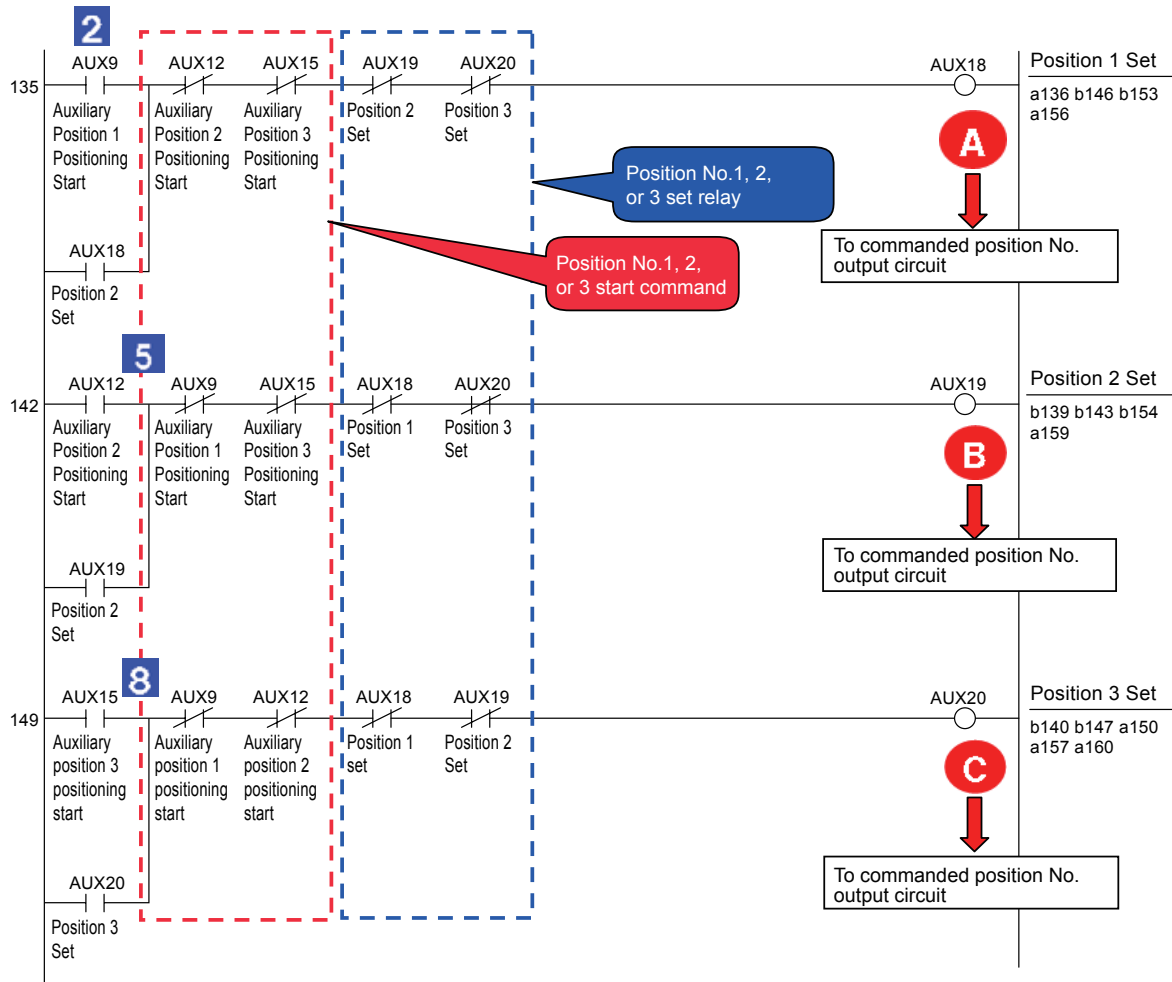 2
AUX9
AUX12
AUX15
AUX19
AUX20
AUX18
Position 1 Set
135
Auxiliary
Position 1
Positioning
Start
Auxiliary
Position 2
Positioning
Start
Auxiliary
Position 3
Positioning
Start
Position 2
Set
Position 3
Set
a136 b146 b153
a156
A
Position No.1, 2,
or 3 set relay
To commanded position No.
output circuit
Position No.1, 2,
or 3 start command
AUX18
Position 2
Set
5
AUX12
AUX9
AUX15
AUX18
AUX20
AUX19
Position 2 Set
142
Auxiliary
Position 2
Positioning
Start
Auxiliary
Position 1
Positioning
Start
Auxiliary
Position 3
Positioning
Start
Position 1
Set
Position 3
Set
b139 b143 b154
a159
B
To commanded position No.
output circuit
AUX19
Position 2
Set
8
AUX15
AUX9
AUX12
AUX18
AUX19
AUX20
Position 3 Set
149
Auxiliary
position 3
positioning
start
Auxiliary
position 1
positioning
start
Auxiliary
position 2
positioning
start
Position 1
set
Position 2
Set
b140 b147 a150
a157 a160
C
To commanded position No.
output circuit
AUX20
Position 3
Set